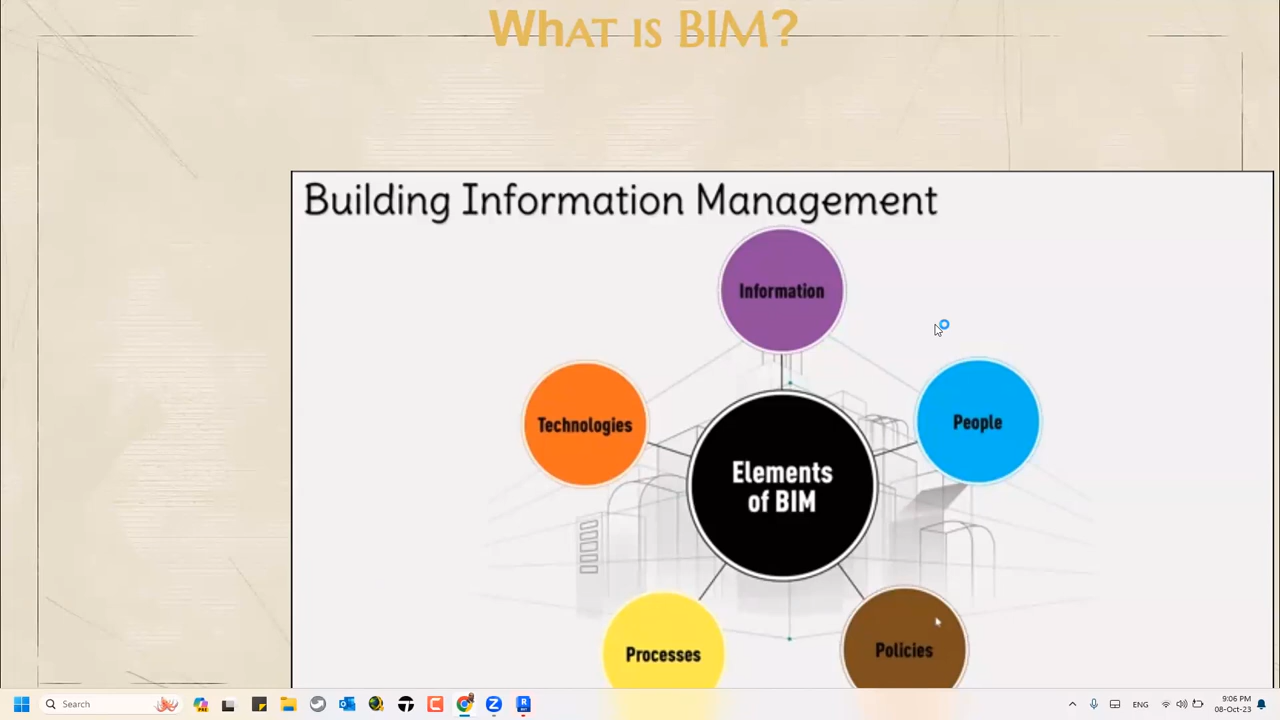 What is BIM?
Building Information Management
Information
Technologies
People
Elements
of BIM
Processes
Policies
Search
ENG
9:06 PM
08-Oct-23